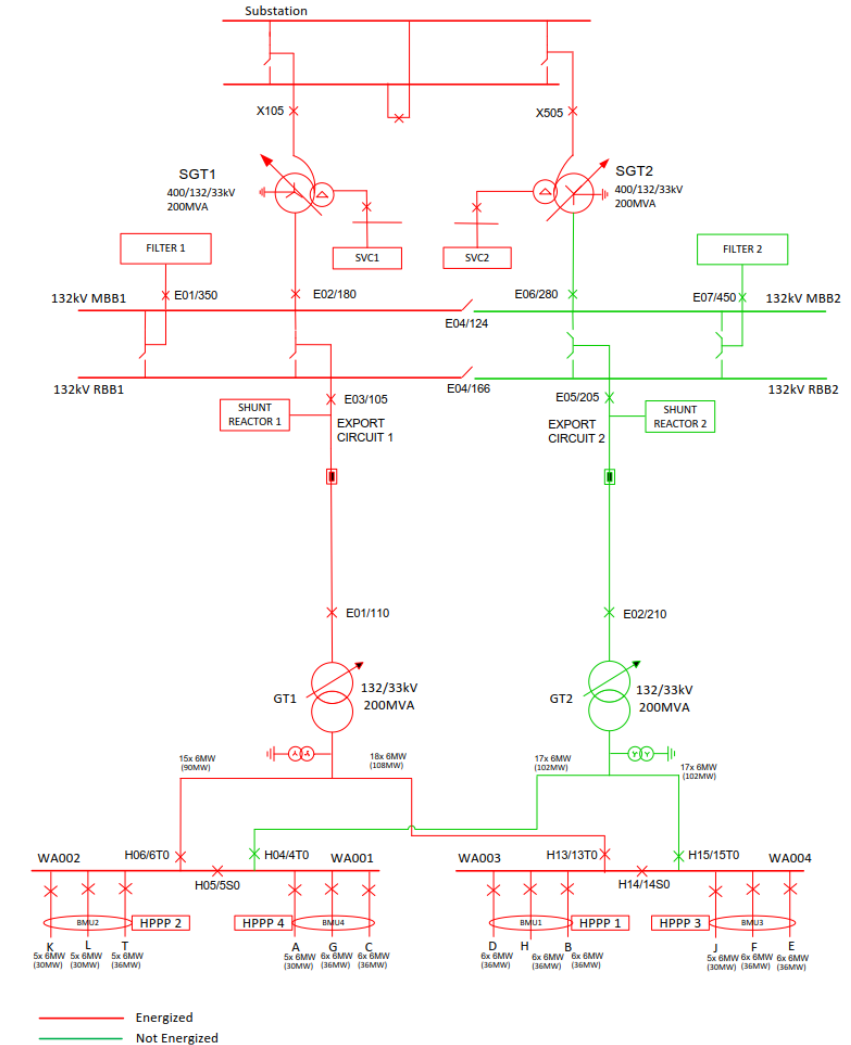 Substation
X105
X505
SGT1
400/132/33kV
200MVA
SGT2
400/132/33kV
200MVA
FILTER 1
SVC1
SVC2
FILTER 2
132kV MBB1
E01/350
E02/180
E06/280
E07/450
132kV MBB2
E04/124
132kV RBB1
E04/166
132kV RBB2
E03/105
E05/205
SHUNT
REACTOR 1
EXPORT
CIRCUIT 1
EXPORT
CIRCUIT 2
SHUNT
REACTOR 2
E01/110
E02/210
GT1
132/33kV
200MVA
GT2
132/33kV
200MVA
15x 6MW
(90MW)
18x 6MW
(108MW)
17x 6MW
(102MW)
17x 6MW
(102MW)
WA002
H06/6T0
H04/4T0
WA001
WA003
H13/13T0
H15/15T0
WA004
H05/5S0
H14/14S0
BMU2
HPPP 2
HPPP 4
BMU4
BMU1
HPPP 1
HPPP 3
BMU3
K
L
T
A
G
C
D
H
B
J
F
E
5x 6MW
(30MW)
5x 6MW
(30MW)
5x 6MW
(36MW)
5x 6MW
(30MW)
6x 6MW
(36MW)
6x 6MW
(36MW)
6x 6MW
(36MW)
6x 6MW
(36MW)
6x 6MW
(36MW)
5x 6MW
(30MW)
6x 6MW
(36MW)
6x 6MW
(36MW)
Energized
Not Energized